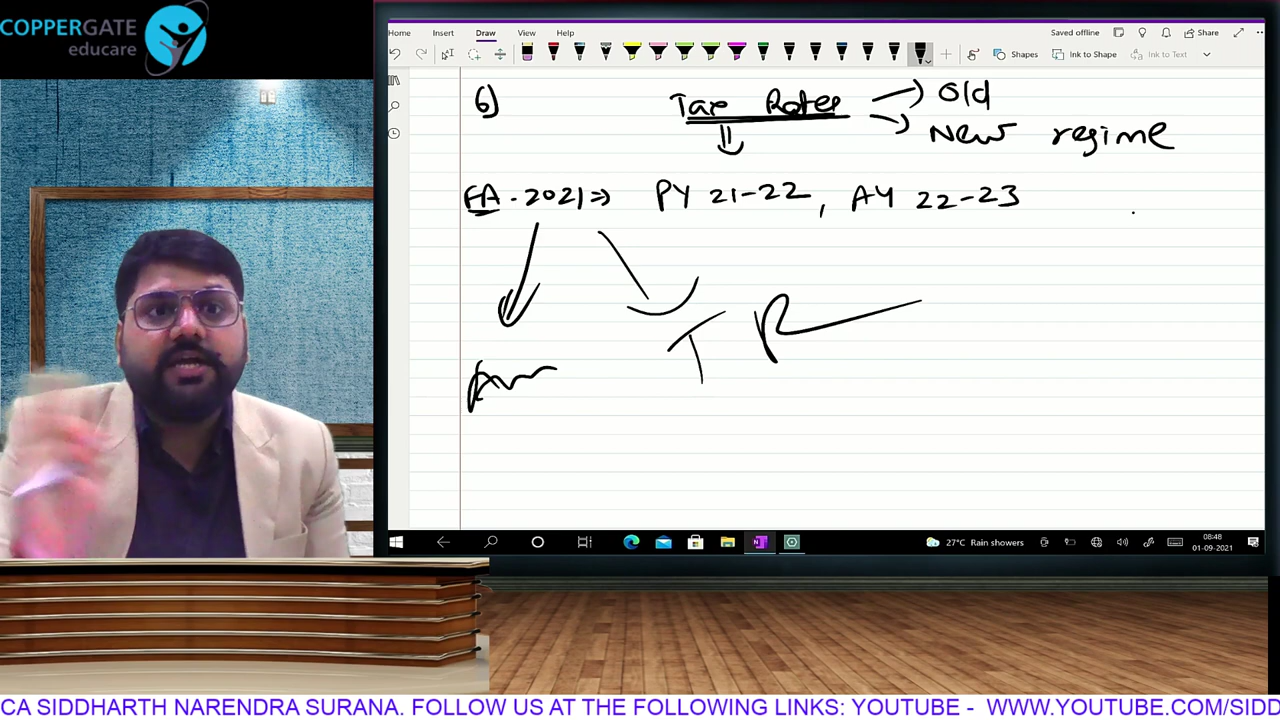 COPPERGATE
educare
Home Insert Draw View Help
Saved offline
Share
Shapes
Ink to Shape
Ink to Text
6) Tax Rates → Old
→ New regime
FA - 2021 ⇒ PY 21-22, AY 22-23
Am
T R
27°C Rain showers
08:48
01-09-2021
CA SIDDHARTH NARENDRA SURANA. FOLLOW US AT THE FOLLOWING LINKS: YOUTUBE - WWW.YOUTUBE.COM/SIDD